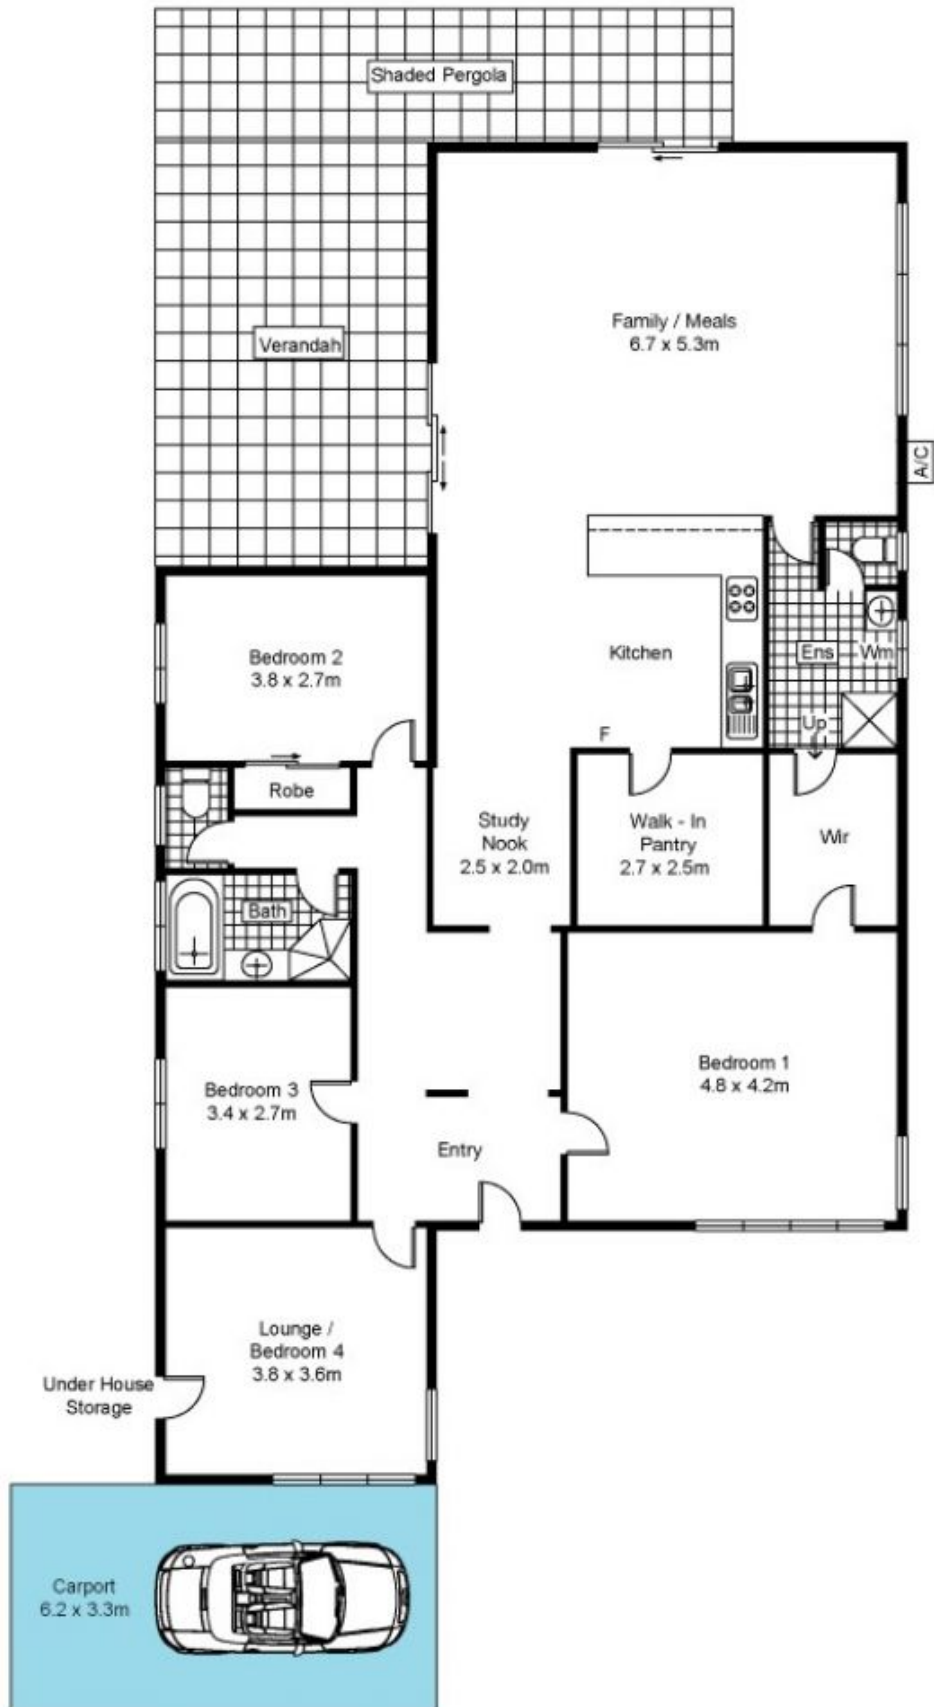 Shaded Pergola
Family / Meals
6.7 x 5.3m
Verandah
A/C
Bedroom 2
3.8 x 2.7m
Kitchen
Ens
Wm
Up
F
Robe
Study
Nook
2.5 x 2.0m
Walk - In
Pantry
2.7 x 2.5m
Wir
Bath
Bedroom 3
3.4 x 2.7m
Bedroom 1
4.8 x 4.2m
Entry
Lounge /
Bedroom 4
3.8 x 3.6m
Under House
Storage
Carport
6.2 x 3.3m